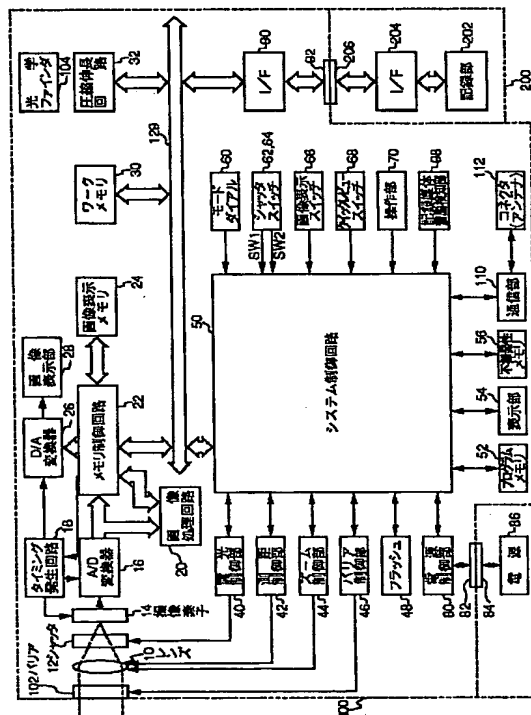 光学
ファインダ
104
圧縮伸長
回路
32
ワーク
メモリ
30
129
画像表示メモリ
24
画像
表示部
28
D/A
変換器
26
メモリ制御回路
22
タイミング
発生回路
18
A/D
変換器
16
画像
処理回路
20
14撮像素子
12シャッタ
10
レンズ
102バリア
I/F
90
92
206
I/F
204
記録部
202
200
モード
ダイアル
60
シャッタ
スイッチ
62,64
SW1
SW2
画像表示
スイッチ
66
クイックレビュー
スイッチ
68
操作部
70
記録媒体
着脱検知部
98
コネクタ
(アンテナ)
112
通信部
110
不揮発性
メモリ
56
表示部
54
プログラム
メモリ
52
システム制御回路
50
露光
制御部
40
測距
制御部
42
ズーム
制御部
44
バリア
制御部
46
フラッシュ
48
電源
制御部
80
82
84
電源
86
100